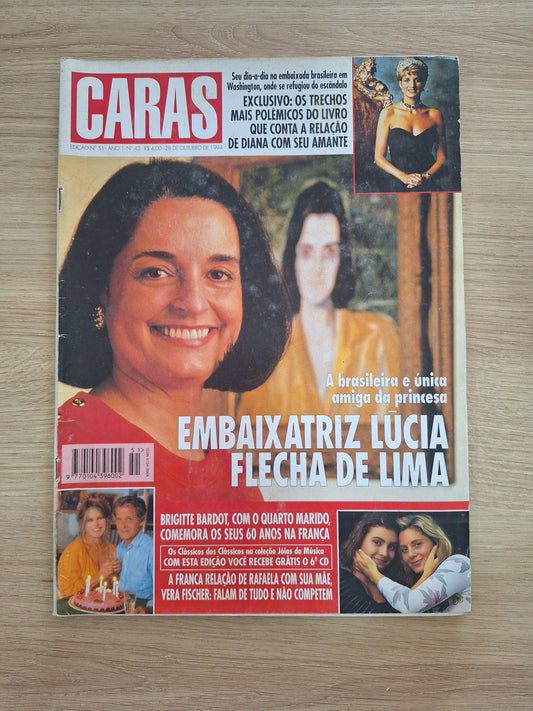 CARAS
EDIÇÃO Nº 51 - ANO 1 - Nº 43 - R$ 4,00 - 28 DE OUTUBRO DE 1994
Seu dia-a-dia na embaixada brasileira em
Washington, onde se refugiou do escândalo
EXCLUSIVO: OS TRECHOS
MAIS POLÊMICOS DO LIVRO
QUE CONTA A RELAÇÃO
DE DIANA COM SEU AMANTE
A brasileira e única
amiga da princesa
EMBAIXATRIZ LÚCIA
FLECHA DE LIMA
51
9 770104 396002
BRIGITTE BARDOT, COM O QUARTO MARIDO,
COMEMORA OS SEUS 60 ANOS NA FRANÇA
Os Clássicos dos Clássicos na coleção Jóias da Música
COM ESTA EDIÇÃO VOCÊ RECEBE GRÁTIS O 6º CD
A FRANCA RELAÇÃO DE RAFAELA COM SUA MÃE,
VERA FISCHER: FALAM DE TUDO E NÃO COMPETEM